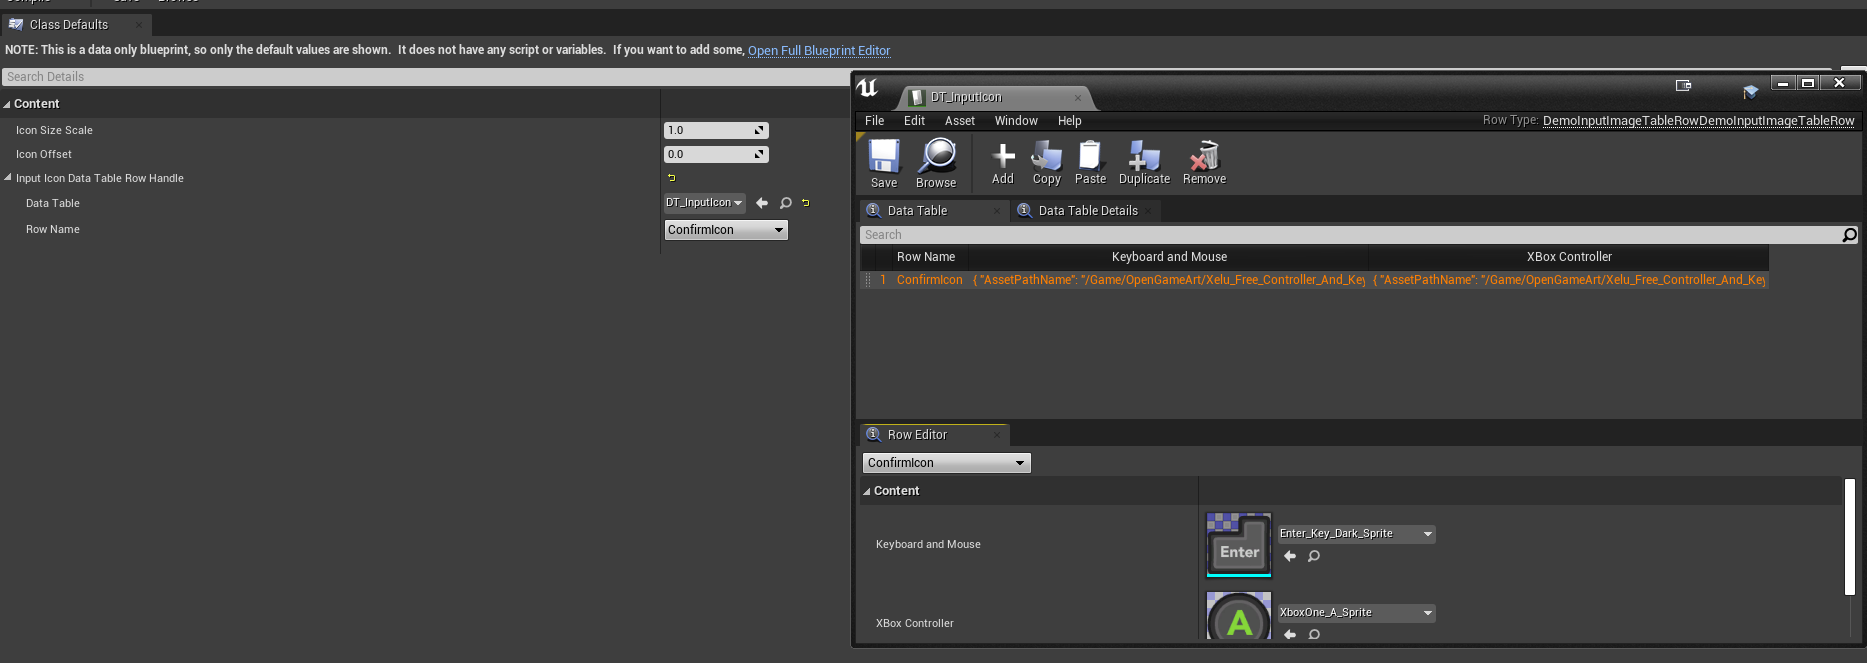 Class Defaults
NOTE: This is a data only blueprint, so only the default values are shown.  It does not have any script or variables.  If you want to add some, Open Full Blueprint Editor
Search Details
Content
Icon Size Scale
1.0
Icon Offset
0.0
Input Icon Data Table Row Handle
Data Table
DT_InputIcon
Row Name
ConfirmIcon
DT_InputIcon
File Edit Asset Window Help
Row Type: DemoInputImageTableRowDemoInputImageTableRow
Save Browse Add Copy Paste Duplicate Remove
Data Table
Data Table Details
Search
Row Name Keyboard and Mouse XBox Controller
1 ConfirmIcon { "AssetPathName": "/Game/OpenGameArt/Xelu_Free_Controller_And_Key { "AssetPathName": "/Game/OpenGameArt/Xelu_Free_Controller_And_Key
Row Editor
ConfirmIcon
Content
Keyboard and Mouse
Enter
Enter_Key_Dark_Sprite
XBox Controller
A
XboxOne_A_Sprite